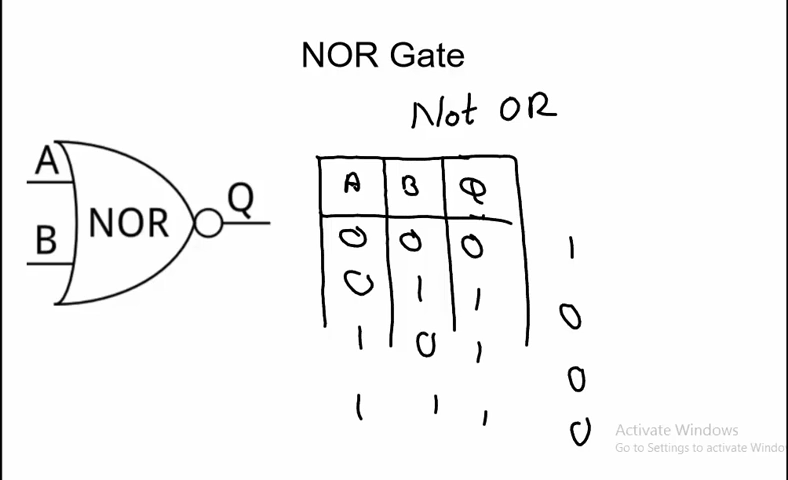 NOR Gate
Not OR
A
B
NOR
Q
A B Q
0 0 0 1
0 1 1 0
1 0 1 0
1 1 1 0
Activate Windows
Go to Settings to activate Windo